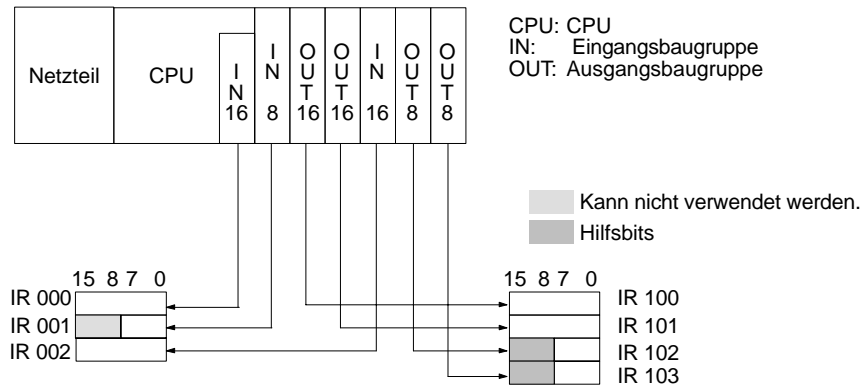 Netzteil
CPU
IN 16
IN 8
OUT 16
OUT 16
IN 16
OUT 8
OUT 8
CPU: CPU
IN: Eingangsbaugruppe
OUT: Ausgangsbaugruppe
Kann nicht verwendet werden.
Hilfsbits
15 8 7 0
IR 000
IR 001
IR 002
15 8 7 0
IR 100
IR 101
IR 102
IR 103